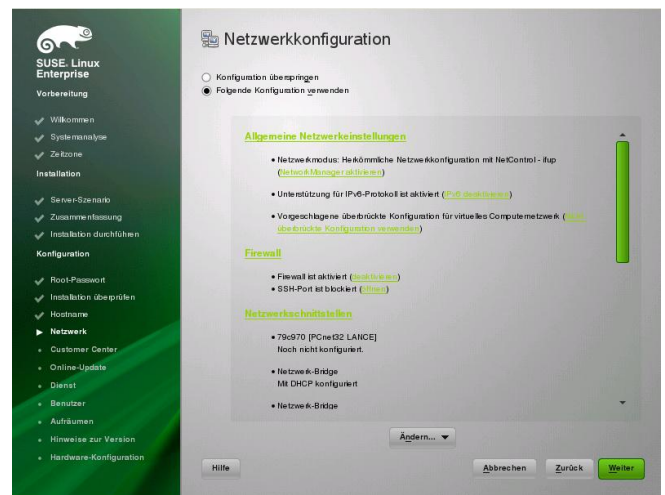 SUSE. Linux
Enterprise
Vorbereitung
Willkommen
Systemanalyse
Zeitzone
Installation
Server-Szenario
Zusammenfassung
Installation durchführen
Konfiguration
Root-Passwort
Installation überprüfen
Hostname
Netzwerk
Customer Center
Online-Update
Dienst
Benutzer
Aufräumen
Hinweise zur Version
Hardware-Konfiguration
Netzwerkkonfiguration
Konfiguration überspringen
Folgende Konfiguration verwenden
Allgemeine Netzwerkeinstellungen
• Netzwerkmodus: Herkömmliche Netzwerkkonfiguration mit NetControl - ifup
(NetworkManager aktivieren)
• Unterstützung für IPv6-Protokoll ist aktiviert (IPv6 deaktivieren)
• Vorgeschlagene überbrückte Konfiguration für virtuelles Computernetzwerk (
überbrückte Konfiguration verwenden)
Firewall
• Firewall ist aktiviert (deaktivieren)
• SSH-Port ist blockiert (öffnen)
Netzwerkschnittstellen
• 79c970 [PCnet32 LANCE]
Noch nicht konfiguriert.
• Netzwerk-Bridge
Mit DHCP konfiguriert
• Netzwerk-Bridge
Ändern...
Hilfe
Abbrechen
Zurück
Weiter